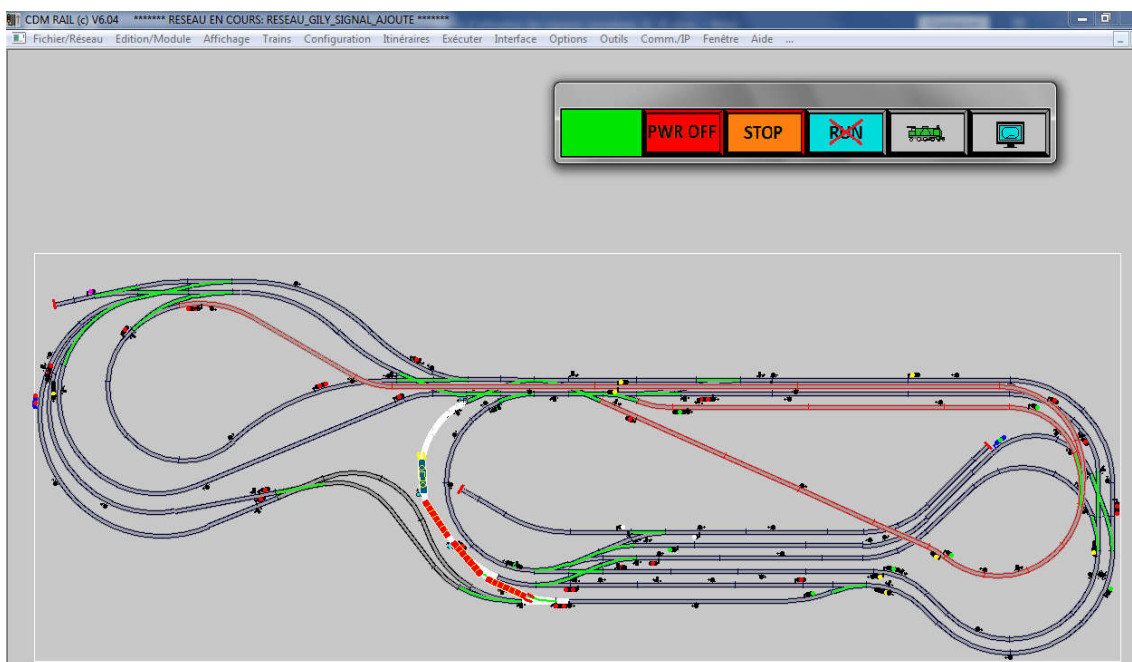 CDM RAIL (c) V6.04 ******* RESEAU EN COURS: RESEAU_GILY_SIGNAL_AJOUTE *******
Fichier/Réseau Edition/Module Affichage Trains Configuration Itinéraires Exécuter Interface Options Outils Comm./IP Fenêtre Aide ...
PWR OFF STOP RUN